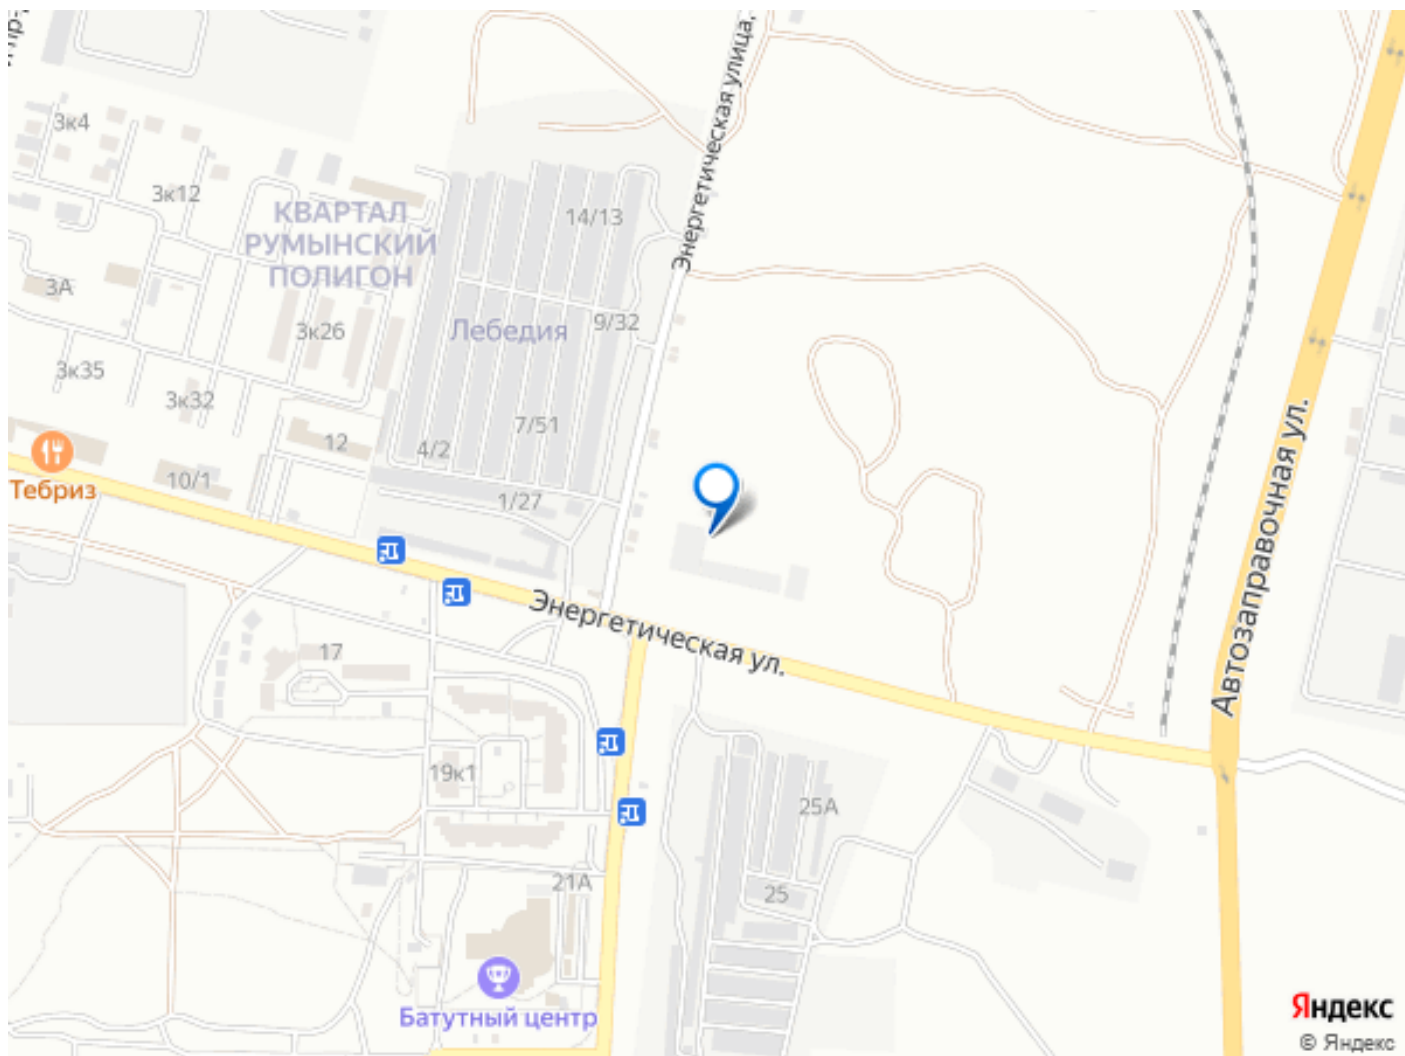 Энергетическая улица,
3к4
3к12
14/13
КВАРТАЛ
РУМЫНСКИЙ
ПОЛИГОН
3А
3к26
Лебедия
9/32
3к35
3к32
7/51
12
4/2
Тебриз
10/1
1/27
Автозаправочная ул.
Энергетическая ул.
17
19к1
25А
21А
25
Батутный центр
Яндекс
© Яндекс